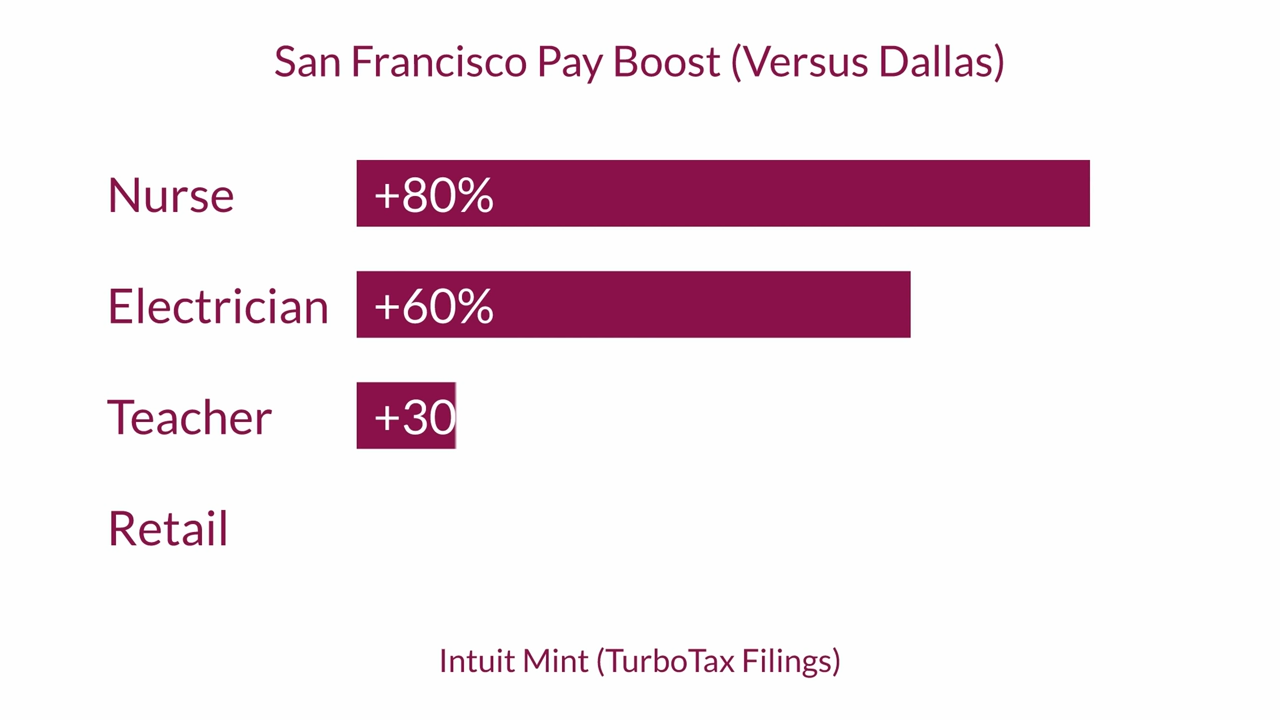 San Francisco Pay Boost (Versus Dallas)
Nurse +80%
Electrician +60%
Teacher +30
Retail
Intuit Mint (TurboTax Filings)